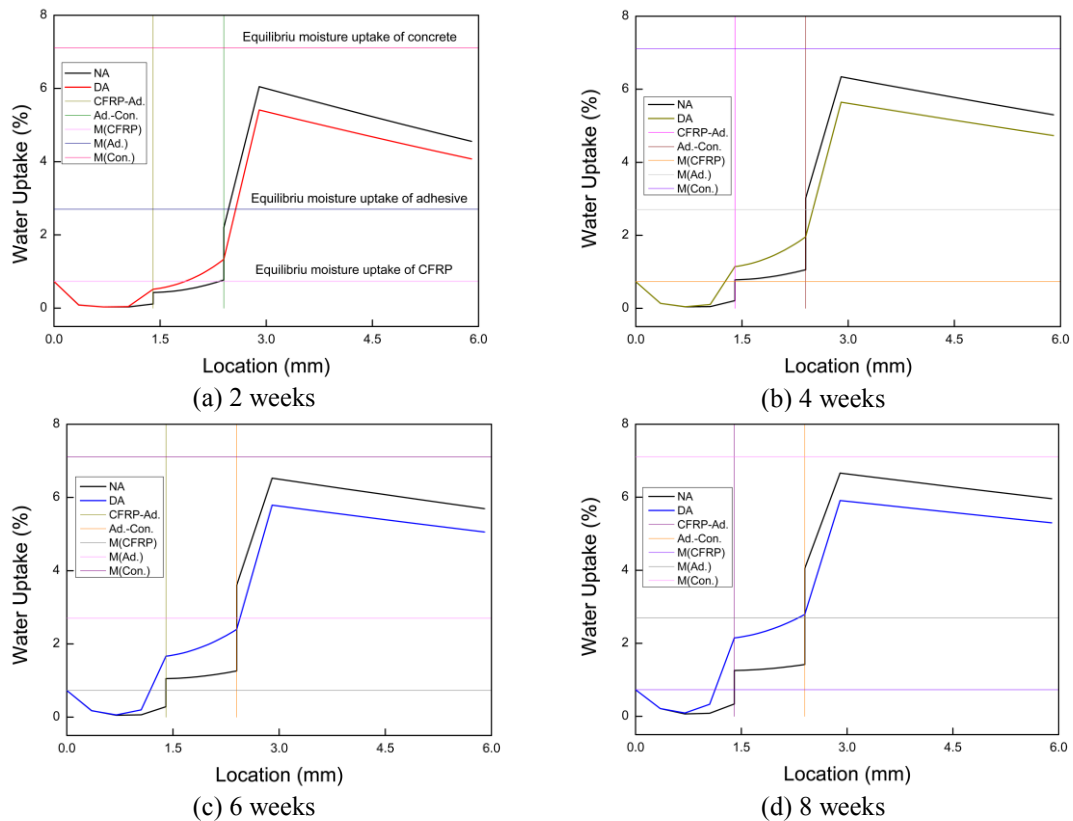 8
6
4
2
0
Water Uptake (%)
Equilibriu moisture uptake of concrete
NA
DA
CFRP-Ad.
Ad.-Con.
M(CFRP)
M(Ad.)
M(Con.)
Equilibriu moisture uptake of adhesive
Equilibriu moisture uptake of CFRP
0.0 1.5 3.0 4.5 6.0
Location (mm)
(a) 2 weeks
8
6
4
2
0
Water Uptake (%)
NA
DA
CFRP-Ad.
Ad.-Con.
M(CFRP)
M(Ad.)
M(Con.)
0.0 1.5 3.0 4.5 6.0
Location (mm)
(b) 4 weeks
8
6
4
2
0
Water Uptake (%)
NA
DA
CFRP-Ad.
Ad.-Con.
M(CFRP)
M(Ad.)
M(Con.)
0.0 1.5 3.0 4.5 6.0
Location (mm)
(c) 6 weeks
8
6
4
2
0
Water Uptake (%)
NA
DA
CFRP-Ad.
Ad.-Con.
M(CFRP)
M(Ad.)
M(Con.)
0.0 1.5 3.0 4.5 6.0
Location (mm)
(d) 8 weeks